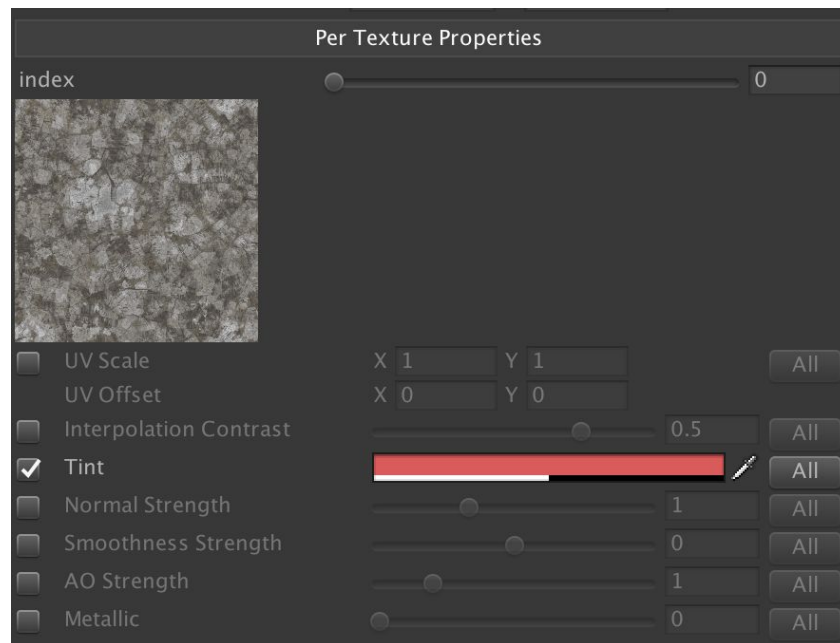 Per Texture Properties
index 0
UV Scale X 1 Y 1 All
UV Offset X 0 Y 0
Interpolation Contrast 0.5 All
Tint All
Normal Strength 1 All
Smoothness Strength 0 All
AO Strength 1 All
Metallic 0 All